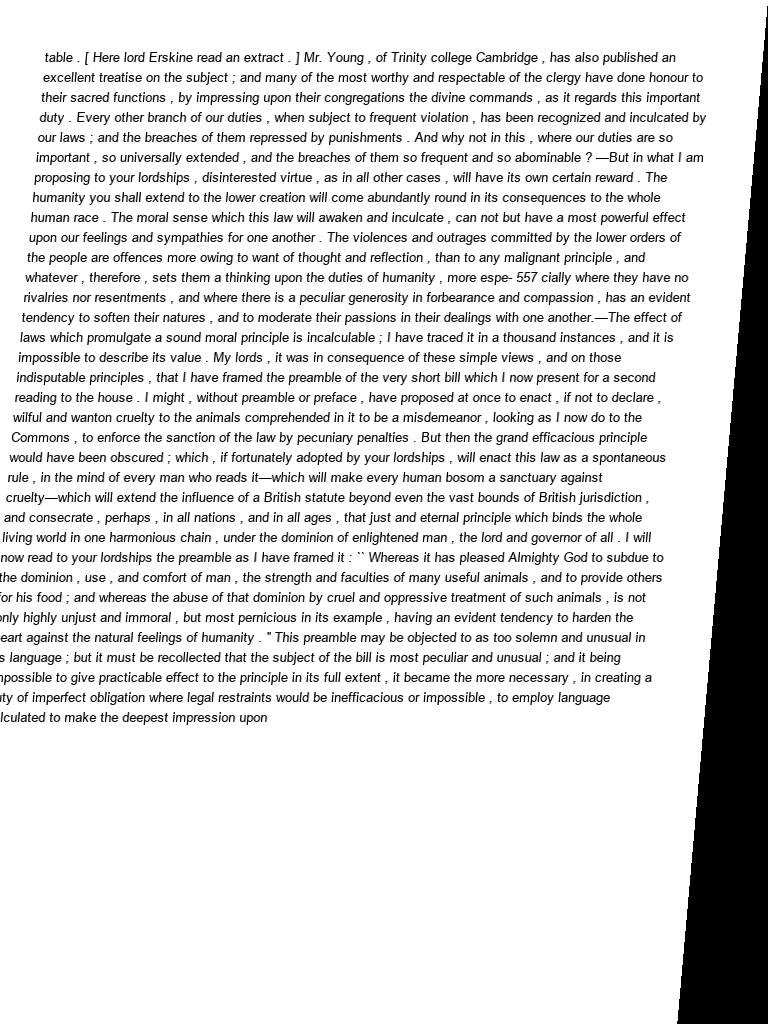 table . [ Here lord Erskine read an extract . ] Mr. Young , of Trinity college Cambridge , has also published an
excellent treatise on the subject ; and many of the most worthy and respectable of the clergy have done honour to
their sacred functions , by impressing upon their congregations the divine commands , as it regards this important
duty . Every other branch of our duties , when subject to frequent violation , has been recognized and inculcated by
our laws ; and the breaches of them repressed by punishments . And why not in this , where our duties are so
important , so universally extended , and the breaches of them so frequent and so abominable ? —But in what I am
proposing to your lordships , disinterested virtue , as in all other cases , will have its own certain reward . The
humanity you shall extend to the lower creation will come abundantly round in its consequences to the whole
human race . The moral sense which this law will awaken and inculcate , can not but have a most powerful effect
upon our feelings and sympathies for one another . The violences and outrages committed by the lower orders of
the people are offences more owing to want of thought and reflection , than to any malignant principle , and
whatever , therefore , sets them a thinking upon the duties of humanity , more espe- 557 cially where they have no
rivalries nor resentments , and where there is a peculiar generosity in forbearance and compassion , has an evident
tendency to soften their natures , and to moderate their passions in their dealings with one another.—The effect of
laws which promulgate a sound moral principle is incalculable ; I have traced it in a thousand instances , and it is
impossible to describe its value . My lords , it was in consequence of these simple views , and on those
indisputable principles , that I have framed the preamble of the very short bill which I now present for a second
reading to the house . I might , without preamble or preface , have proposed at once to enact , if not to declare ,
wilful and wanton cruelty to the animals comprehended in it to be a misdemeanor , looking as I now do to the
Commons , to enforce the sanction of the law by pecuniary penalties . But then the grand efficacious principle
would have been obscured ; which , if fortunately adopted by your lordships , will enact this law as a spontaneous
rule , in the mind of every man who reads it—which will make every human bosom a sanctuary against
cruelty—which will extend the influence of a British statute beyond even the vast bounds of British jurisdiction ,
and consecrate , perhaps , in all nations , and in all ages , that just and eternal principle which binds the whole
living world in one harmonious chain , under the dominion of enlightened man , the lord and governor of all . I will
now read to your lordships the preamble as I have framed it : `` Whereas it has pleased Almighty God to subdue to
the dominion , use , and comfort of man , the strength and faculties of many useful animals , and to provide others
for his food ; and whereas the abuse of that dominion by cruel and oppressive treatment of such animals , is not
only highly unjust and immoral , but most pernicious in its example , having an evident tendency to harden the
eart against the natural feelings of humanity . " This preamble may be objected to as too solemn and unusual in
s language ; but it must be recollected that the subject of the bill is most peculiar and unusual ; and it being
mpossible to give practicable effect to the principle in its full extent , it became the more necessary , in creating a
uty of imperfect obligation where legal restraints would be inefficacious or impossible , to employ language
lculated to make the deepest impression upon